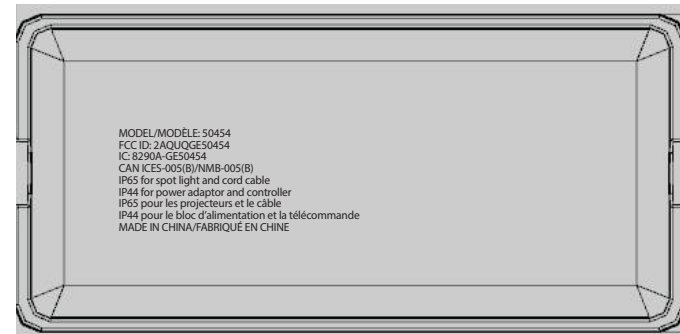 MODEL/MODÈLE: 50454
FCC ID: 2AQUQGE50454
IC: 8290A-GE50454
CAN ICES-005(B)/NMB-005(B)
IP65 for spot light and cord cable
IP44 for power adaptor and controller
IP65 pour les projecteurs et le câble
IP44 pour le bloc d'alimentation et la télécommande
MADE IN CHINA/FABRIQUÉ EN CHINE